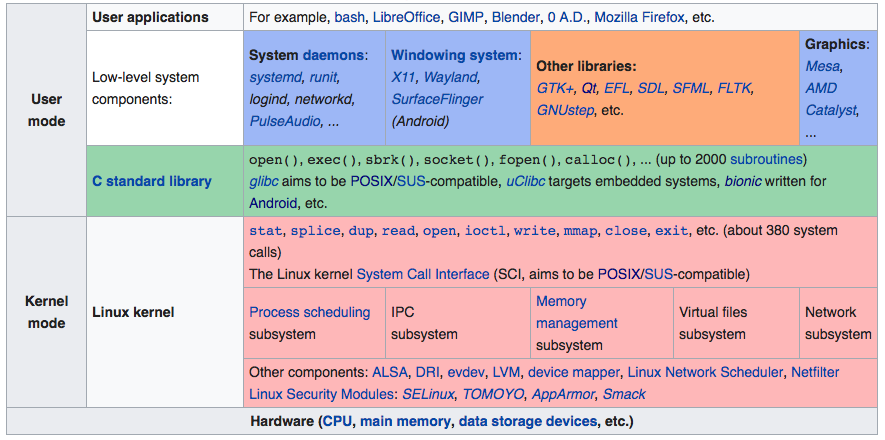 User applications
For example, bash, LibreOffice, GIMP, Blender, 0 A.D., Mozilla Firefox, etc.
User
mode
Low-level system
components:
System daemons:
systemd, runit,
logind, networkd,
PulseAudio, ...
Windowing system:
X11, Wayland,
SurfaceFlinger
(Android)
Other libraries:
GTK+, Qt, EFL, SDL, SFML, FLTK,
GNUstep, etc.
Graphics:
Mesa,
AMD
Catalyst,
...
C standard library
open(), exec(), sbrk(), socket(), fopen(), calloc(), ... (up to 2000 subroutines)
glibc aims to be POSIX/SUS-compatible, uClibc targets embedded systems, bionic written for
Android, etc.
Kernel
mode
Linux kernel
stat, splice, dup, read, open, ioctl, write, mmap, close, exit, etc. (about 380 system
calls)
The Linux kernel System Call Interface (SCI, aims to be POSIX/SUS-compatible)
Process scheduling
subsystem
IPC
subsystem
Memory
management
subsystem
Virtual files
subsystem
Network
subsystem
Other components: ALSA, DRI, evdev, LVM, device mapper, Linux Network Scheduler, Netfilter
Linux Security Modules: SELinux, TOMOYO, AppArmor, Smack
Hardware (CPU, main memory, data storage devices, etc.)